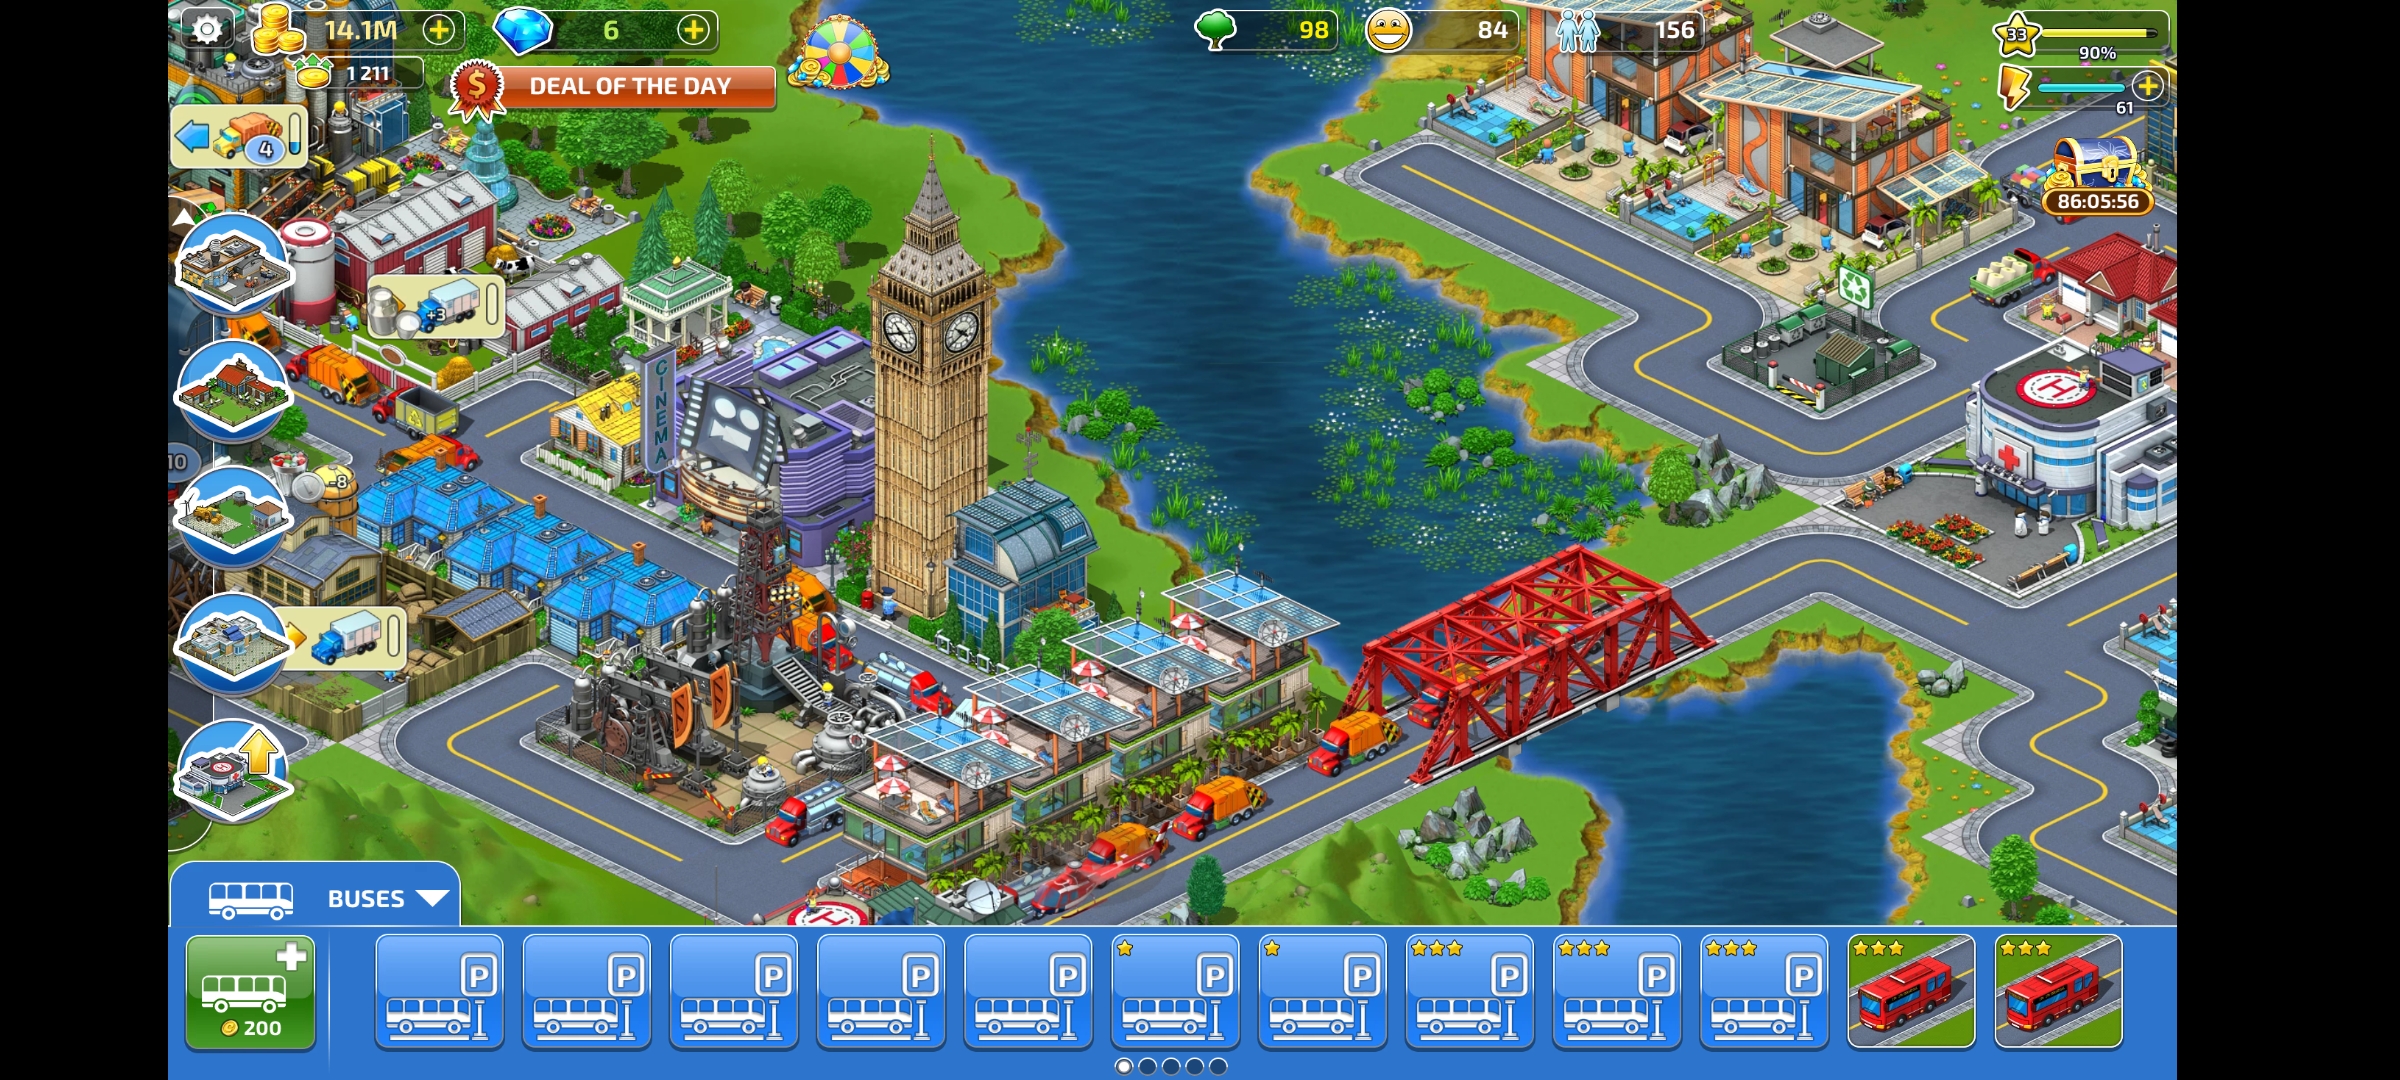 14.1M
6
98
84
156
33
90%
1 211
DEAL OF THE DAY
61
4
86:05:56
+3
CINEMA
10
-8
H
H
BUSES
200
P
P
P
P
P
P
P
P
P
P